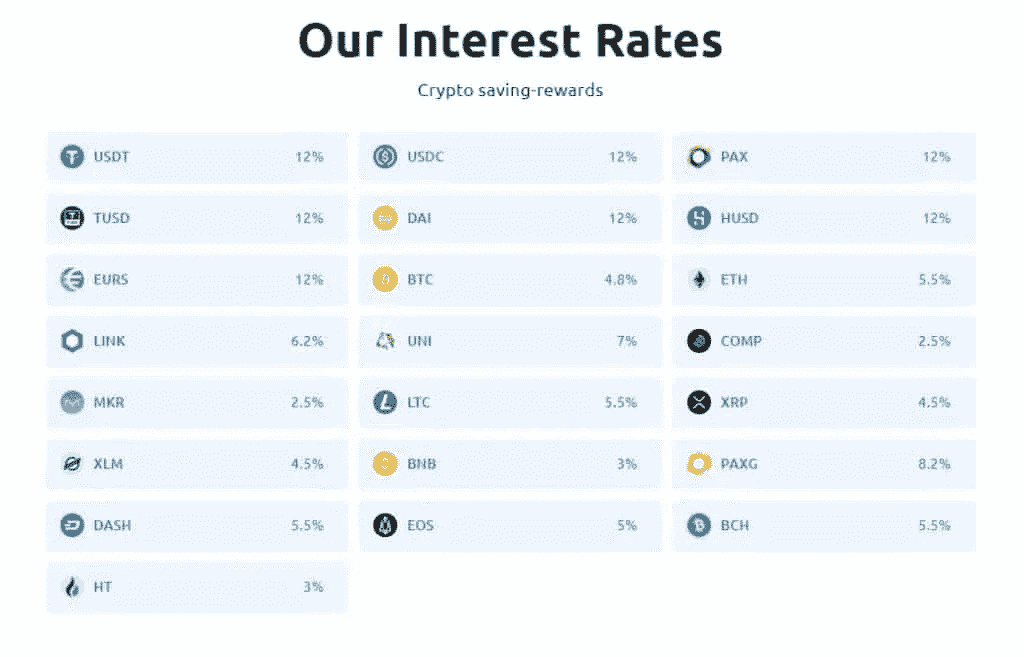 Our Interest Rates
Crypto saving-rewards
USDT 12% USDC 12% PAX 12%
TUSD 12% DAI 12% HUSD 12%
EURS 12% BTC 4.8% ETH 5.5%
LINK 6.2% UNI 7% COMP 2.5%
MKR 2.5% LTC 5.5% XRP 4.5%
XLM 4.5% BNB 3% PAXG 8.2%
DASH 5.5% EOS 5% BCH 5.5%
HT 3%